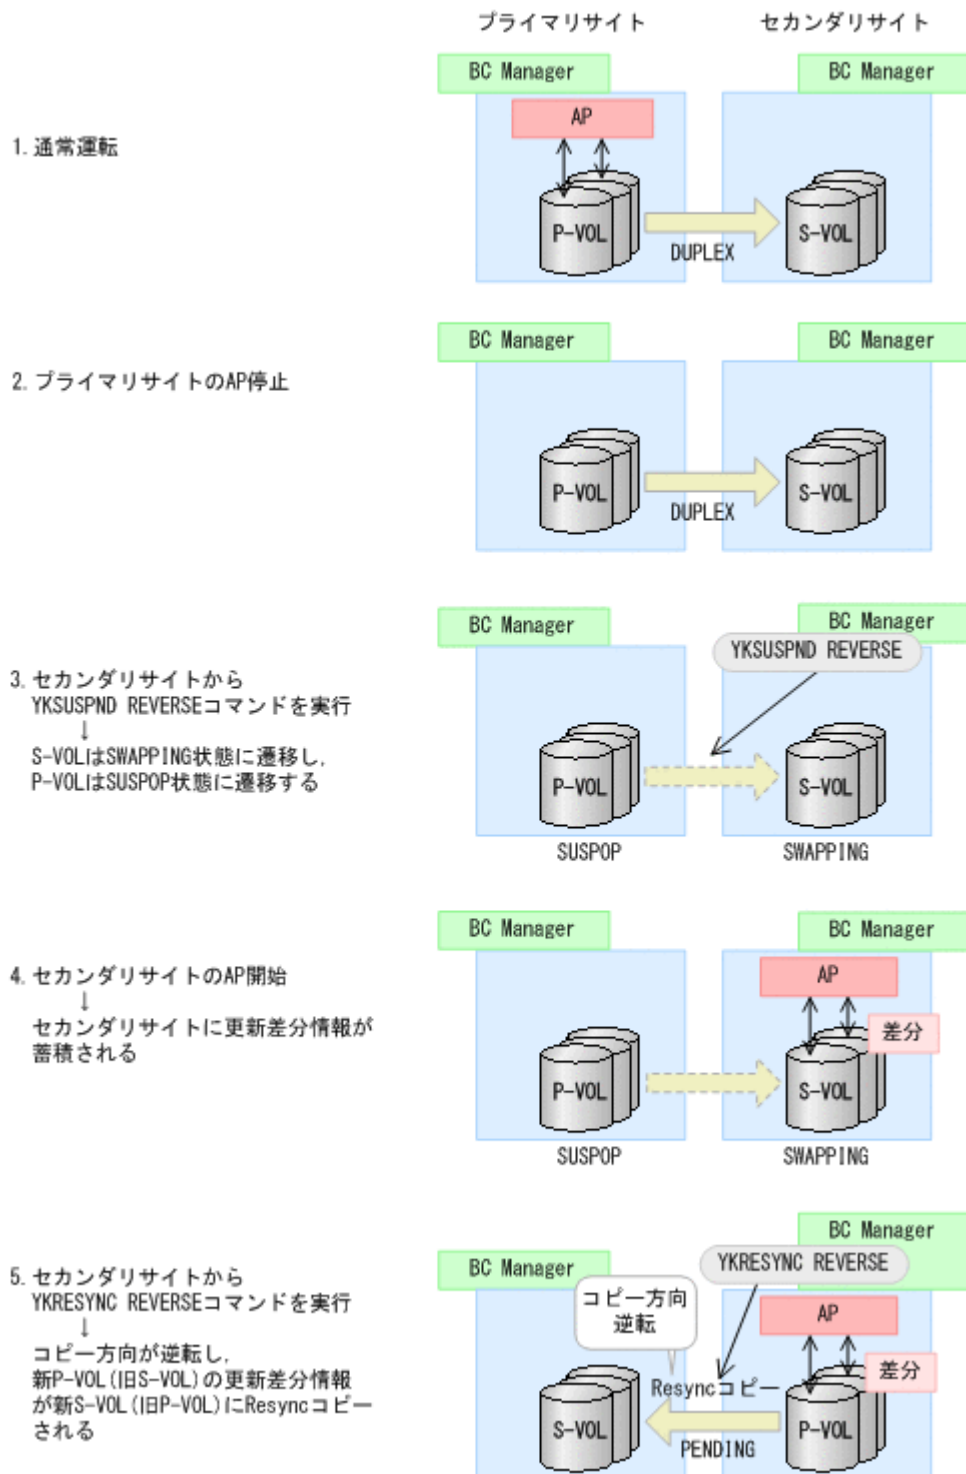 プライマリサイト セカンダリサイト
BC Manager BC Manager
AP
1. 通常運転
P-VOL S-VOL
DUPLEX
BC Manager BC Manager
2. プライマリサイトのAP停止
P-VOL S-VOL
DUPLEX
BC Manager BC Manager
YKSUSPND REVERSE
3. セカンダリサイトから
YKSUSPND REVERSEコマンドを実行
↓
S-VOLはSWAPPING状態に遷移し,
P-VOLはSUSPOP状態に遷移する
P-VOL S-VOL
SUSPOP SWAPPING
BC Manager BC Manager
AP
4. セカンダリサイトのAP開始
↓
セカンダリサイトに更新差分情報が
蓄積される
差分
P-VOL S-VOL
SUSPOP SWAPPING
BC Manager
BC Manager
YKRESYNC REVERSE
5. セカンダリサイトから
YKRESYNC REVERSEコマンドを実行
↓
コピー方向が逆転し,
新P-VOL(旧S-VOL)の更新差分情報
が新S-VOL(旧P-VOL)にResyncコピー
される
コピー方向
逆転
AP
差分
Resyncコピー
S-VOL P-VOL
PENDING